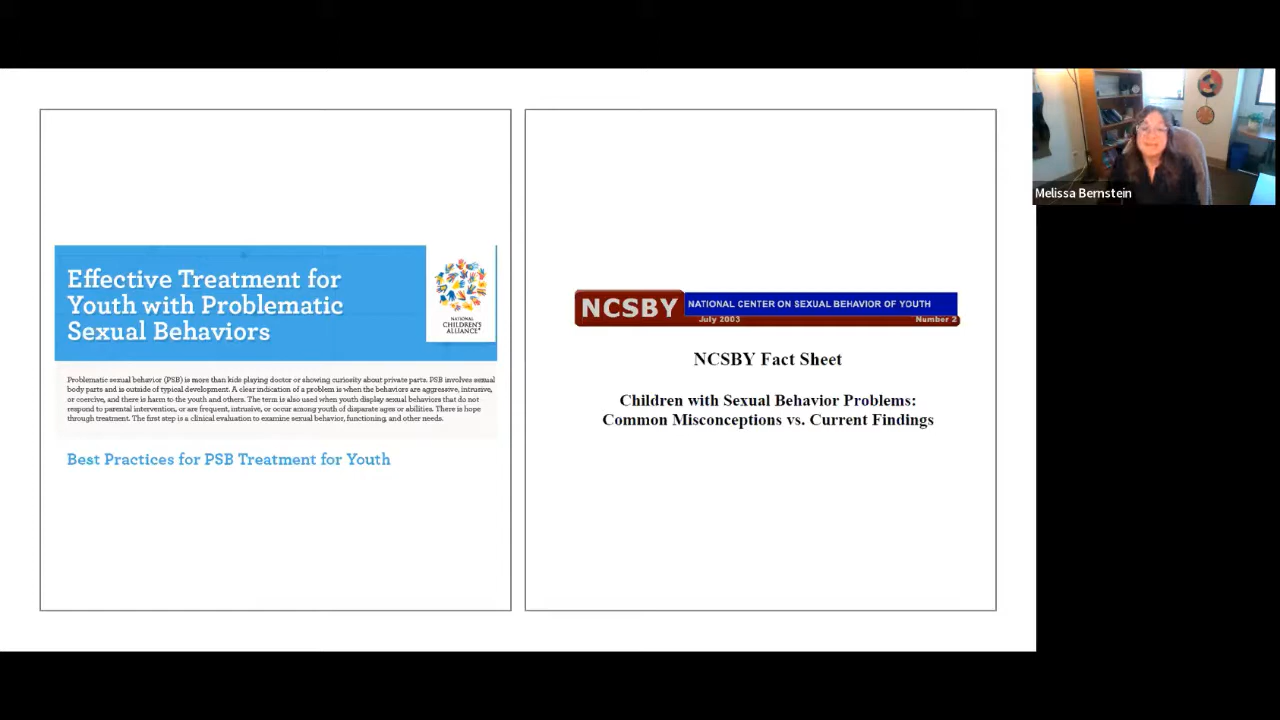 Effective Treatment for
Youth with Problematic
Sexual Behaviors
NATIONAL
CHILDREN'S
ALLIANCE®
Problematic sexual behavior (PSB) is more than kids playing doctor or showing curiosity about private parts. PSB involves sexual
body parts and is outside of typical development. A clear indication of a problem is when the behaviors are aggressive, intrusive,
or coercive, and there is harm to the youth and others. The term is also used when youth display sexual behaviors that do not
respond to parental intervention, or are frequent, intrusive, or occur among youth of disparate ages or abilities. There is hope
through treatment. The first step is a clinical evaluation to examine sexual behavior, functioning, and other needs.
Best Practices for PSB Treatment for Youth
NCSBY NATIONAL CENTER ON SEXUAL BEHAVIOR OF YOUTH
July 2003 Number 2
NCSBY Fact Sheet
Children with Sexual Behavior Problems:
Common Misconceptions vs. Current Findings
Melissa Bernstein